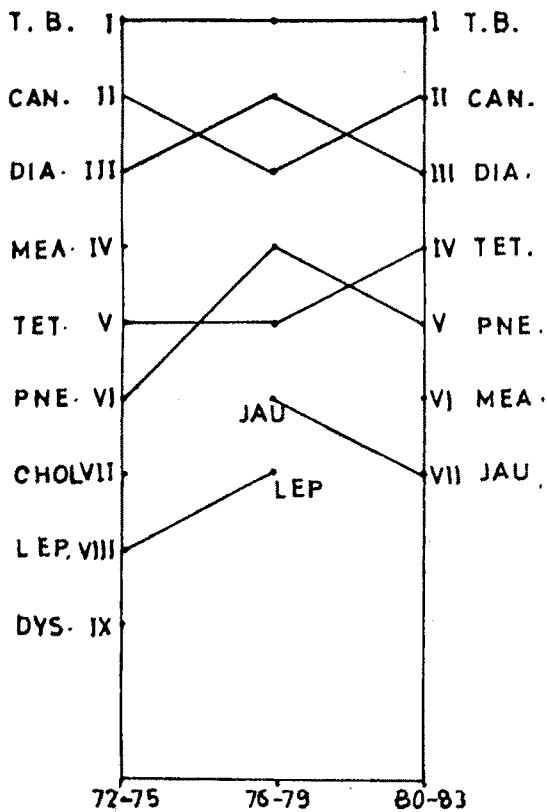 T. B. I I T.B.
CAN. II II CAN.
DIA. III III DIA.
MEA. IV IV TET.
TET. V V PNE.
PNE. VI VI MEA.
JAU
CHOL VII VII JAU.
LEP
LEP. VIII
DYS. IX
72-75 76-79 80-83